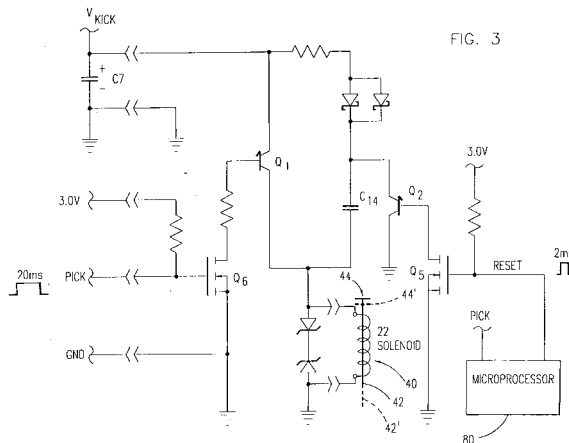 V KICK
FIG. 3
+
C7
−
Q1
3.0V
3.0V
C14
Q2
PICK
20ms
Q6
Q5
RESET
2m
44
44'
22
SOLENOID
PICK
GND
40
MICROPROCESSOR
42
42'
80